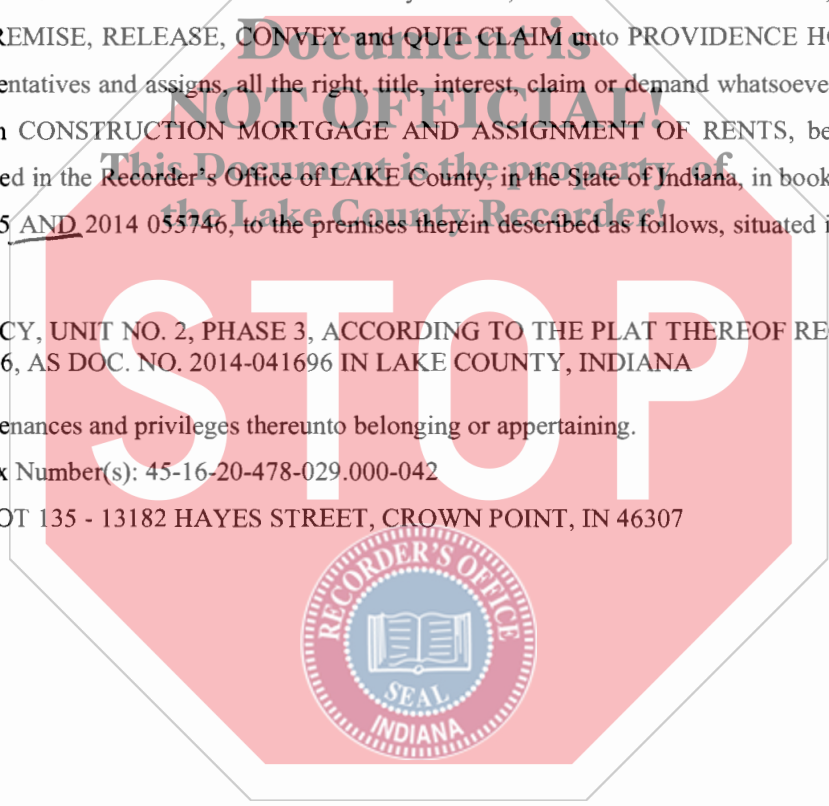 REMISE, RELEASE, CONVEY and QUIT CLAIM unto PROVIDENCE HO
Document is
entatives and assigns, all the right, title, interest, claim or demand whatsoeve
NOT OFFICIAL!
CONSTRUCTION MORTGAGE AND ASSIGNMENT OF RENTS, be
This Document is the property of
ed in the Recorder's Office of LAKE County, in the State of Indiana, in book
the Lake County Recorder!
5 AND 2014 055746, to the premises therein described as follows, situated i
STOP
CY, UNIT NO. 2, PHASE 3, ACCORDING TO THE PLAT THEREOF RE
6, AS DOC. NO. 2014-041696 IN LAKE COUNTY, INDIANA
enances and privileges thereunto belonging or appertaining.
x Number(s): 45-16-20-478-029.000-042
OT 135 - 13182 HAYES STREET, CROWN POINT, IN 46307
RECORDER'S OFFICE
SEAL
INDIANA